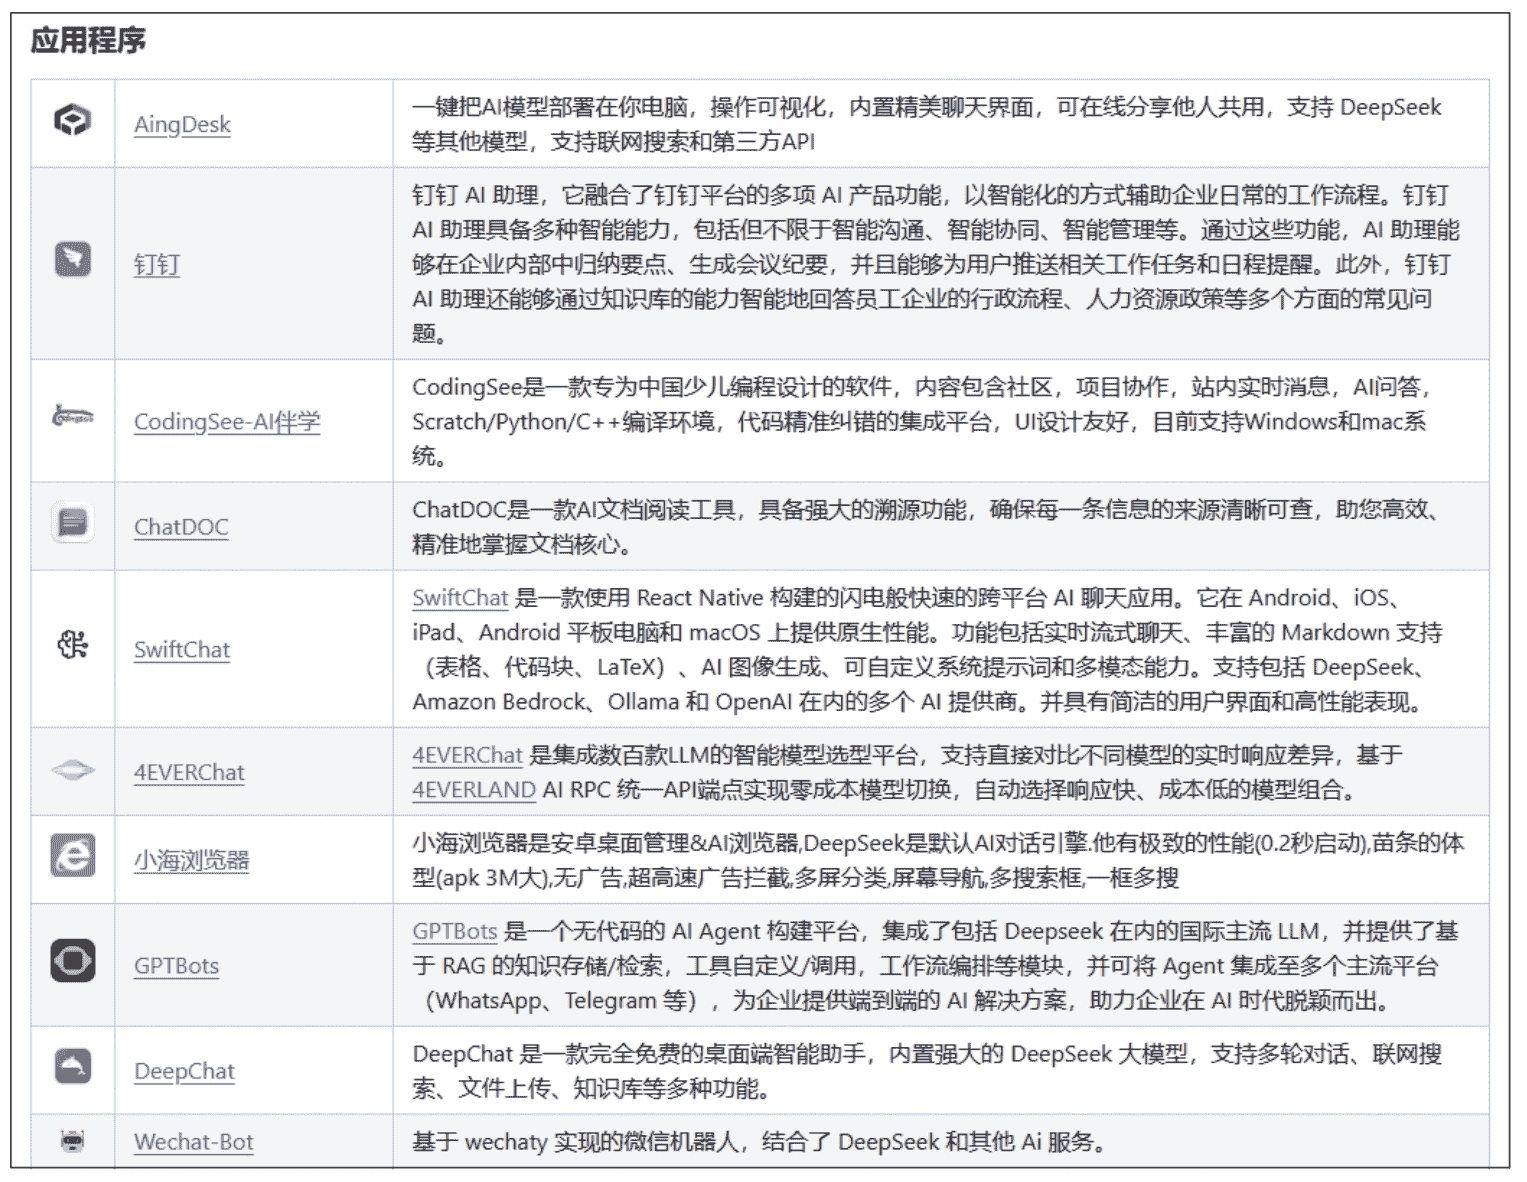 应用程序
AingDesk
一键把AI模型部署在你电脑，操作可视化，内置精美聊天界面，可在线分享他人共用，支持 DeepSeek
等其他模型，支持联网搜索和第三方API
钉钉
钉钉 AI 助理，它融合了钉钉平台的多项 AI 产品功能，以智能化的方式辅助企业日常的工作流程。钉钉
AI 助理具备多种智能能力，包括但不限于智能沟通、智能协同、智能管理等。通过这些功能，AI 助理能
够在企业内部中归纳要点、生成会议纪要，并且能够为用户推送相关工作任务和日程提醒。此外，钉钉
AI 助理还能够通过知识库的能力智能地回答员工企业的行政流程、人力资源政策等多个方面的常见问
题。
CodingSee-AI伴学
CodingSee是一款专为中国少儿编程设计的软件，内容包含社区，项目协作，站内实时消息，AI问答，
Scratch/Python/C++编译环境，代码精准纠错的集成平台，UI设计友好，目前支持Windows和mac系
统。
ChatDOC
ChatDOC是一款AI文档阅读工具，具备强大的溯源功能，确保每一条信息的来源清晰可查，助您高效、
精准地掌握文档核心。
SwiftChat
SwiftChat 是一款使用 React Native 构建的闪电般快速的跨平台 AI 聊天应用。它在 Android、iOS、
iPad、Android 平板电脑和 macOS 上提供原生性能。功能包括实时流式聊天、丰富的 Markdown 支持
（表格、代码块、LaTeX）、AI 图像生成、可自定义系统提示词和多模态能力。支持包括 DeepSeek、
Amazon Bedrock、Ollama 和 OpenAI 在内的多个 AI 提供商。并具有简洁的用户界面和高性能表现。
4EVERChat
4EVERChat 是集成数百款LLM的智能模型选型平台，支持直接对比不同模型的实时响应差异，基于
4EVERLAND AI RPC 统一API端点实现零成本模型切换，自动选择响应快、成本低的模型组合。
小海浏览器
小海浏览器是安卓桌面管理&AI浏览器,DeepSeek是默认AI对话引擎.他有极致的性能(0.2秒启动),苗条的体
型(apk 3M大),无广告,超高速广告拦截,多屏分类,屏幕导航,多搜索框,一框多搜
GPTBots
GPTBots 是一个无代码的 AI Agent 构建平台，集成了包括 Deepseek 在内的国际主流 LLM，并提供了基
于 RAG 的知识存储/检索，工具自定义/调用，工作流编排等模块，并可将 Agent 集成至多个主流平台
（WhatsApp、Telegram 等），为企业提供端到端的 AI 解决方案，助力企业在 AI 时代脱颖而出。
DeepChat
DeepChat 是一款完全免费的桌面端智能助手，内置强大的 DeepSeek 大模型，支持多轮对话、联网搜
索、文件上传、知识库等多种功能。
Wechat-Bot
基于 wechaty 实现的微信机器人，结合了 DeepSeek 和其他 Ai 服务。